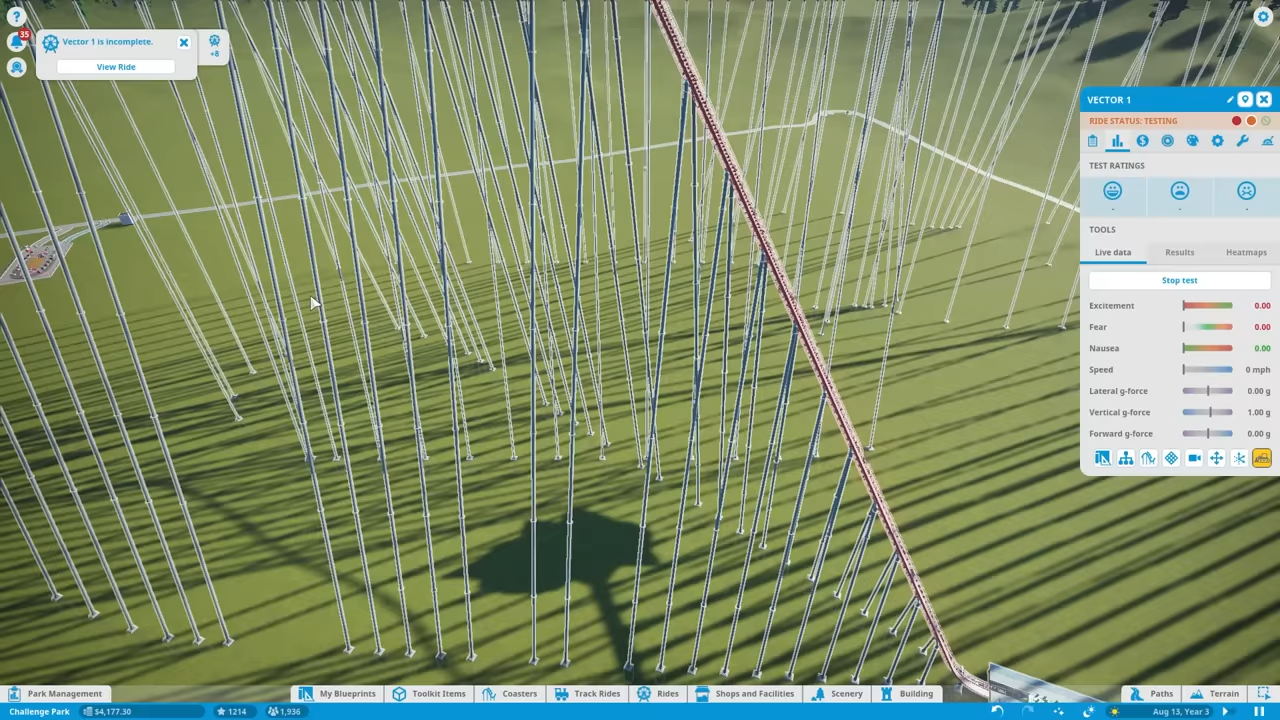 ?
35
Vector 1 is incomplete.
View Ride
+8
VECTOR 1
RIDE STATUS: TESTING
TEST RATINGS
- - -
TOOLS
Live data Results Heatmaps
Stop test
Excitement 0.00
Fear 0.00
Nausea 0.00
Speed 0 mph
Lateral g-force 0.00 g
Vertical g-force 1.00 g
Forward g-force 0.00 g
Park Management My Blueprints Toolkit Items Coasters Track Rides Rides Shops and Facilities Scenery Building Paths Terrain
Challenge Park $4,177.30 1214 1,936 Aug 13, Year 3